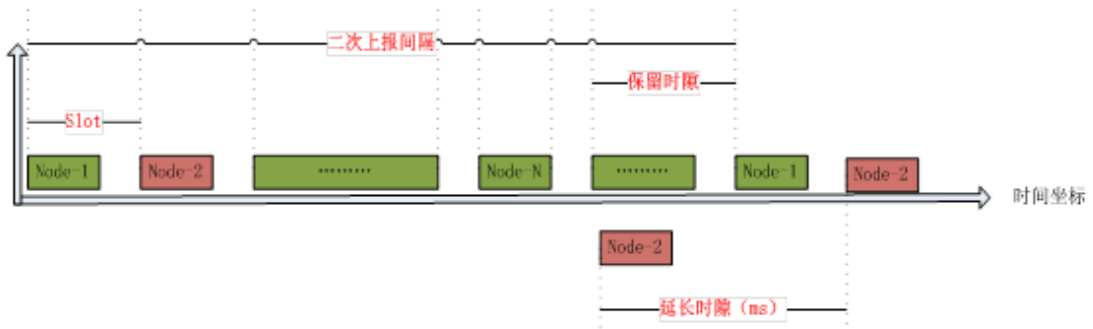 二次上报间隔
保留时隙
Slot
Node-1
Node-2
………
Node-N
………
Node-1
Node-2
时间坐标
Node-2
延长时隙（ms）